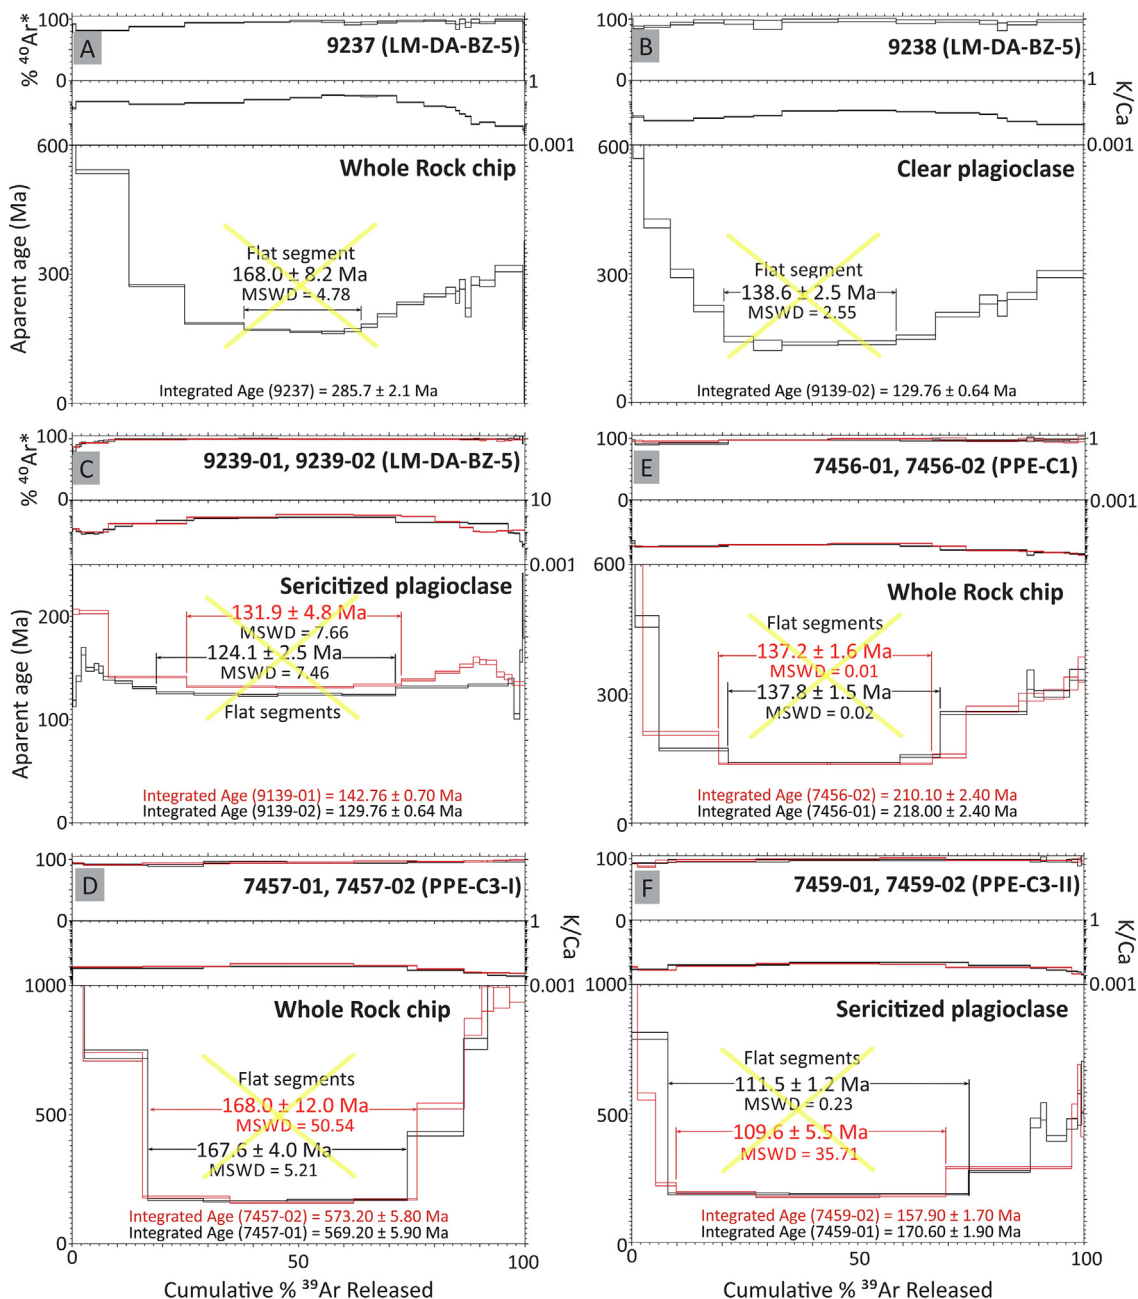 100
% ⁴⁰Ar*
0
A
9237 (LM-DA-BZ-5)
1
0.001
600
Whole Rock chip
Apparent age (Ma)
300
0
Flat segment
168.0 ± 8.2 Ma
MSWD = 4.78
Integrated Age (9237) = 285.7 ± 2.1 Ma
100
0
B
9238 (LM-DA-BZ-5)
1
K/Ca
0.001
600
Clear plagioclase
300
0
Flat segment
138.6 ± 2.5 Ma
MSWD = 2.55
Integrated Age (9139-02) = 129.76 ± 0.64 Ma
100
% ⁴⁰Ar*
0
C
9239-01, 9239-02 (LM-DA-BZ-5)
10
0.001
Sericitized plagioclase
Apparent age (Ma)
200
100
0
131.9 ± 4.8 Ma
MSWD = 7.66
124.1 ± 2.5 Ma
MSWD = 7.46
Flat segments
Integrated Age (9139-01) = 142.76 ± 0.70 Ma
Integrated Age (9139-02) = 129.76 ± 0.64 Ma
100
0
E
7456-01, 7456-02 (PPE-C1)
1
0.001
600
Whole Rock chip
300
0
Flat segments
137.2 ± 1.6 Ma
MSWD = 0.01
137.8 ± 1.5 Ma
MSWD = 0.02
Integrated Age (7456-02) = 210.10 ± 2.40 Ma
Integrated Age (7456-01) = 218.00 ± 2.40 Ma
100
0
D
7457-01, 7457-02 (PPE-C3-I)
1
K/Ca
0.001
1000
Whole Rock chip
500
0
Flat segments
168.0 ± 12.0 Ma
MSWD = 50.54
167.6 ± 4.0 Ma
MSWD = 5.21
Integrated Age (7457-02) = 573.20 ± 5.80 Ma
Integrated Age (7457-01) = 569.20 ± 5.90 Ma
0
50
100
Cumulative % ³⁹Ar Released
100
0
F
7459-01, 7459-02 (PPE-C3-II)
1
K/Ca
0.001
1000
Sericitized plagioclase
500
0
Flat segments
111.5 ± 1.2 Ma
MSWD = 0.23
109.6 ± 5.5 Ma
MSWD = 35.71
Integrated Age (7459-02) = 157.90 ± 1.70 Ma
Integrated Age (7459-01) = 170.60 ± 1.90 Ma
0
50
100
Cumulative % ³⁹Ar Released